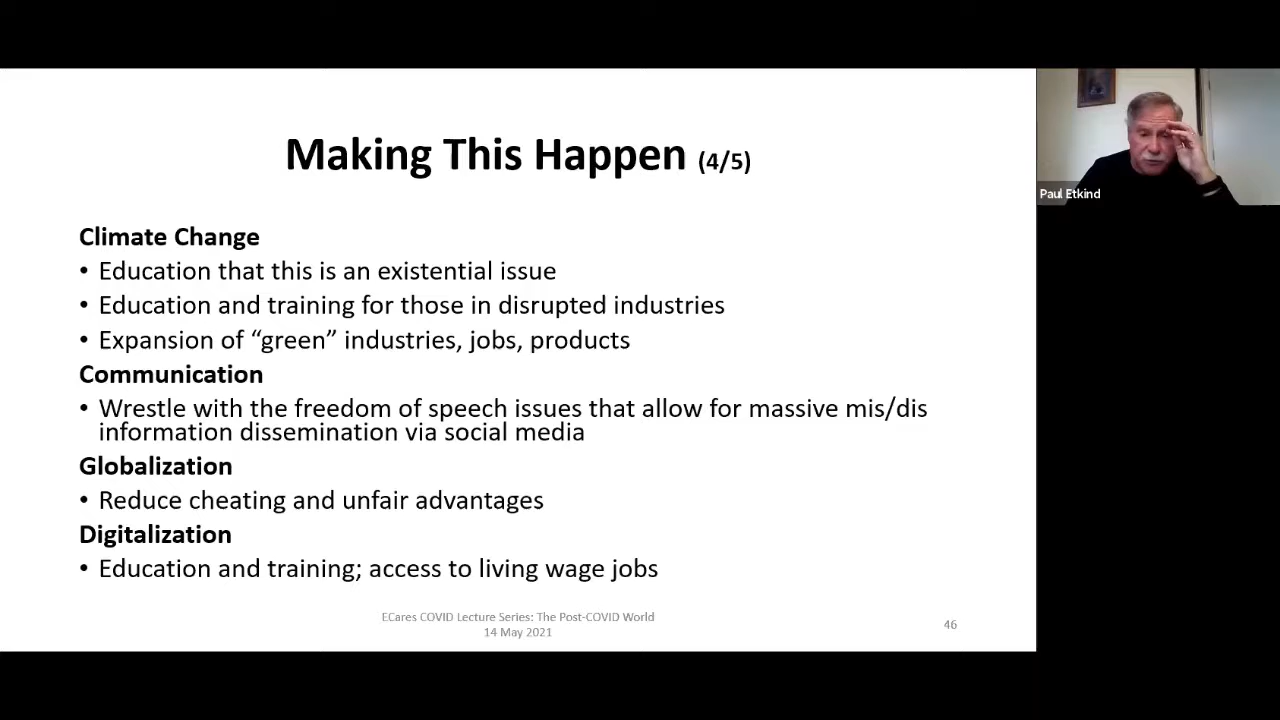 Making This Happen (4/5)
Climate Change
• Education that this is an existential issue
• Education and training for those in disrupted industries
• Expansion of “green” industries, jobs, products
Communication
• Wrestle with the freedom of speech issues that allow for massive mis/dis
information dissemination via social media
Globalization
• Reduce cheating and unfair advantages
Digitalization
• Education and training; access to living wage jobs
ECares COVID Lecture Series: The Post-COVID World
14 May 2021
46
Paul Etkind